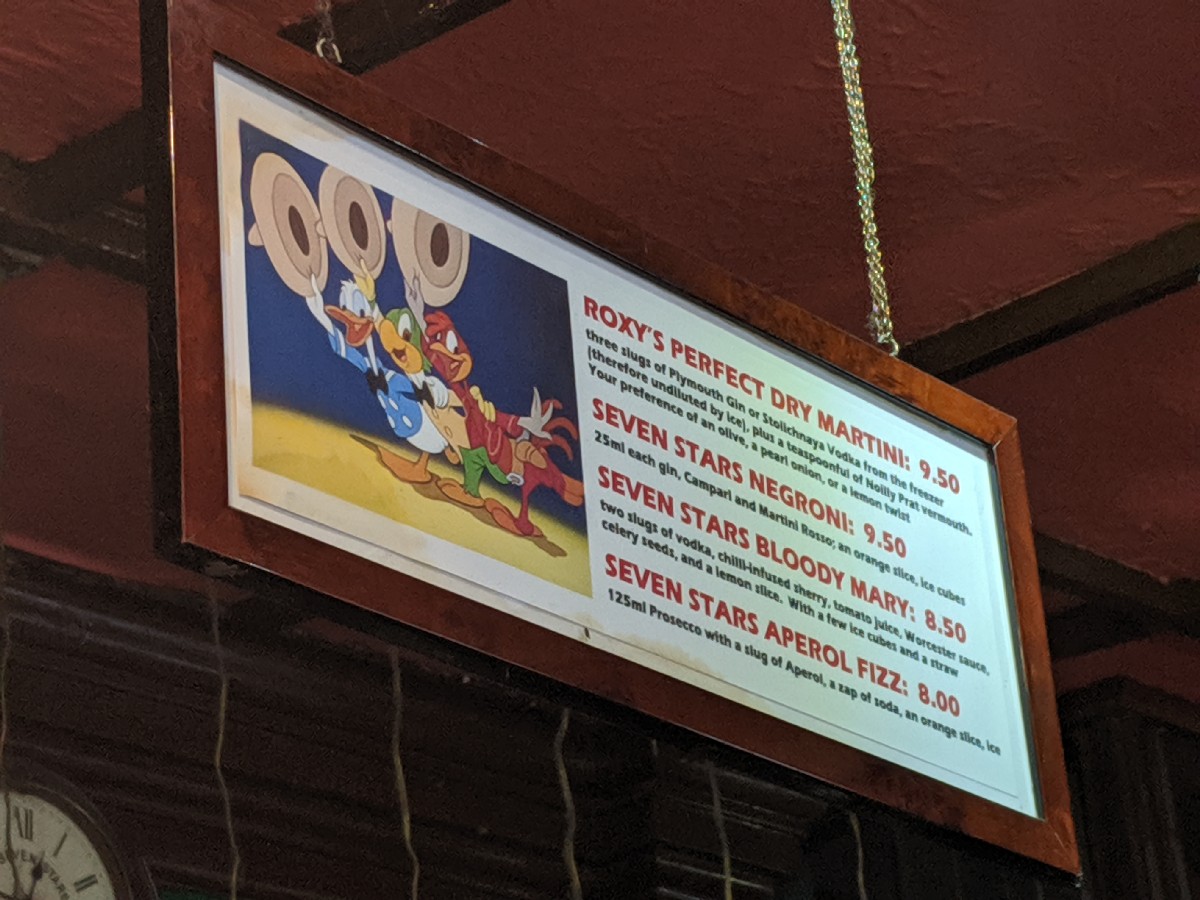 ROXY'S PERFECT DRY MARTINI: 9.50
three slugs of Plymouth Gin or Stolichnaya Vodka from the freezer
(therefore undiluted by ice), plus a teaspoonful of Noilly Prat vermouth.
Your preference of an olive, a pearl onion, or a lemon twist
SEVEN STARS NEGRONI: 9.50
25ml each gin, Campari and Martini Rosso; an orange slice, ice cubes
SEVEN STARS BLOODY MARY: 8.50
two slugs of vodka, chilli-infused sherry, tomato juice, Worcester sauce,
celery seeds, and a lemon slice. With a few ice cubes and a straw
SEVEN STARS APEROL FIZZ: 8.00
125ml Prosecco with a slug of Aperol, a zap of soda, an orange slice, ice
XII
I
II
SEVEN STARS